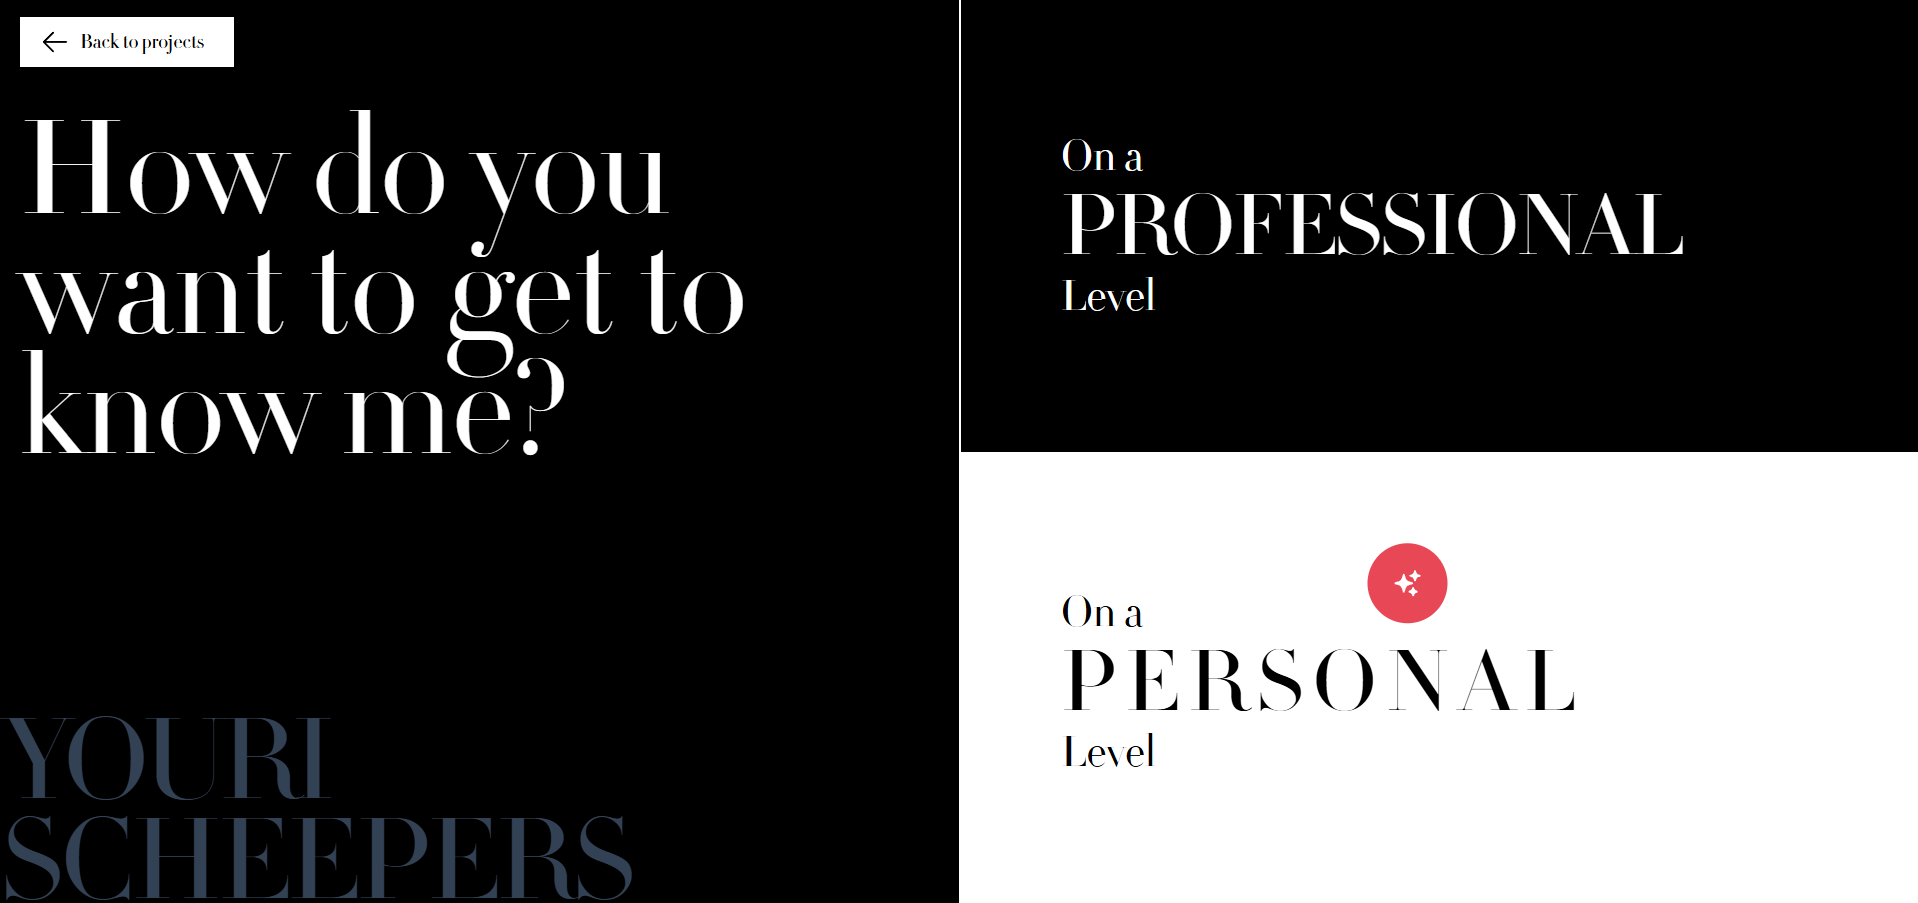 Back to projects
How do you
want to get to
know me?
YOURI
SCHEEPERS
On a
PROFESSIONAL
Level
On a
PERSONAL
Level